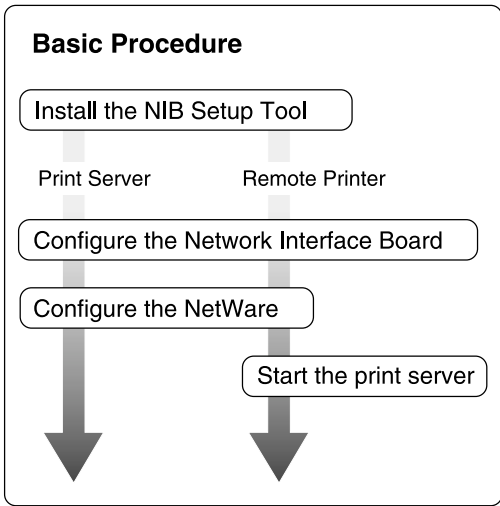 Basic Procedure
Install the NIB Setup Tool
Print Server
Remote Printer
Configure the Network Interface Board
Configure the NetWare
Start the print server